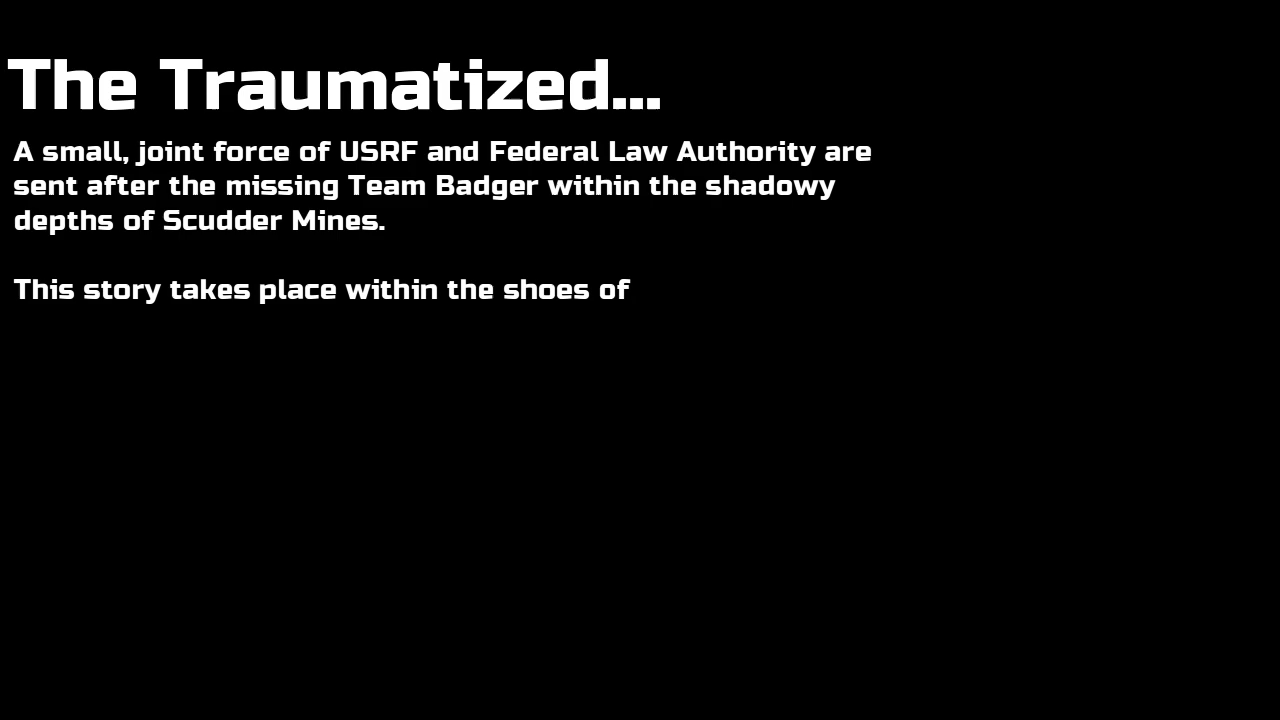 The Traumatized...
A small, joint force of USRF and Federal Law Authority are
sent after the missing Team Badger within the shadowy
depths of Scudder Mines.
This story takes place within the shoes of